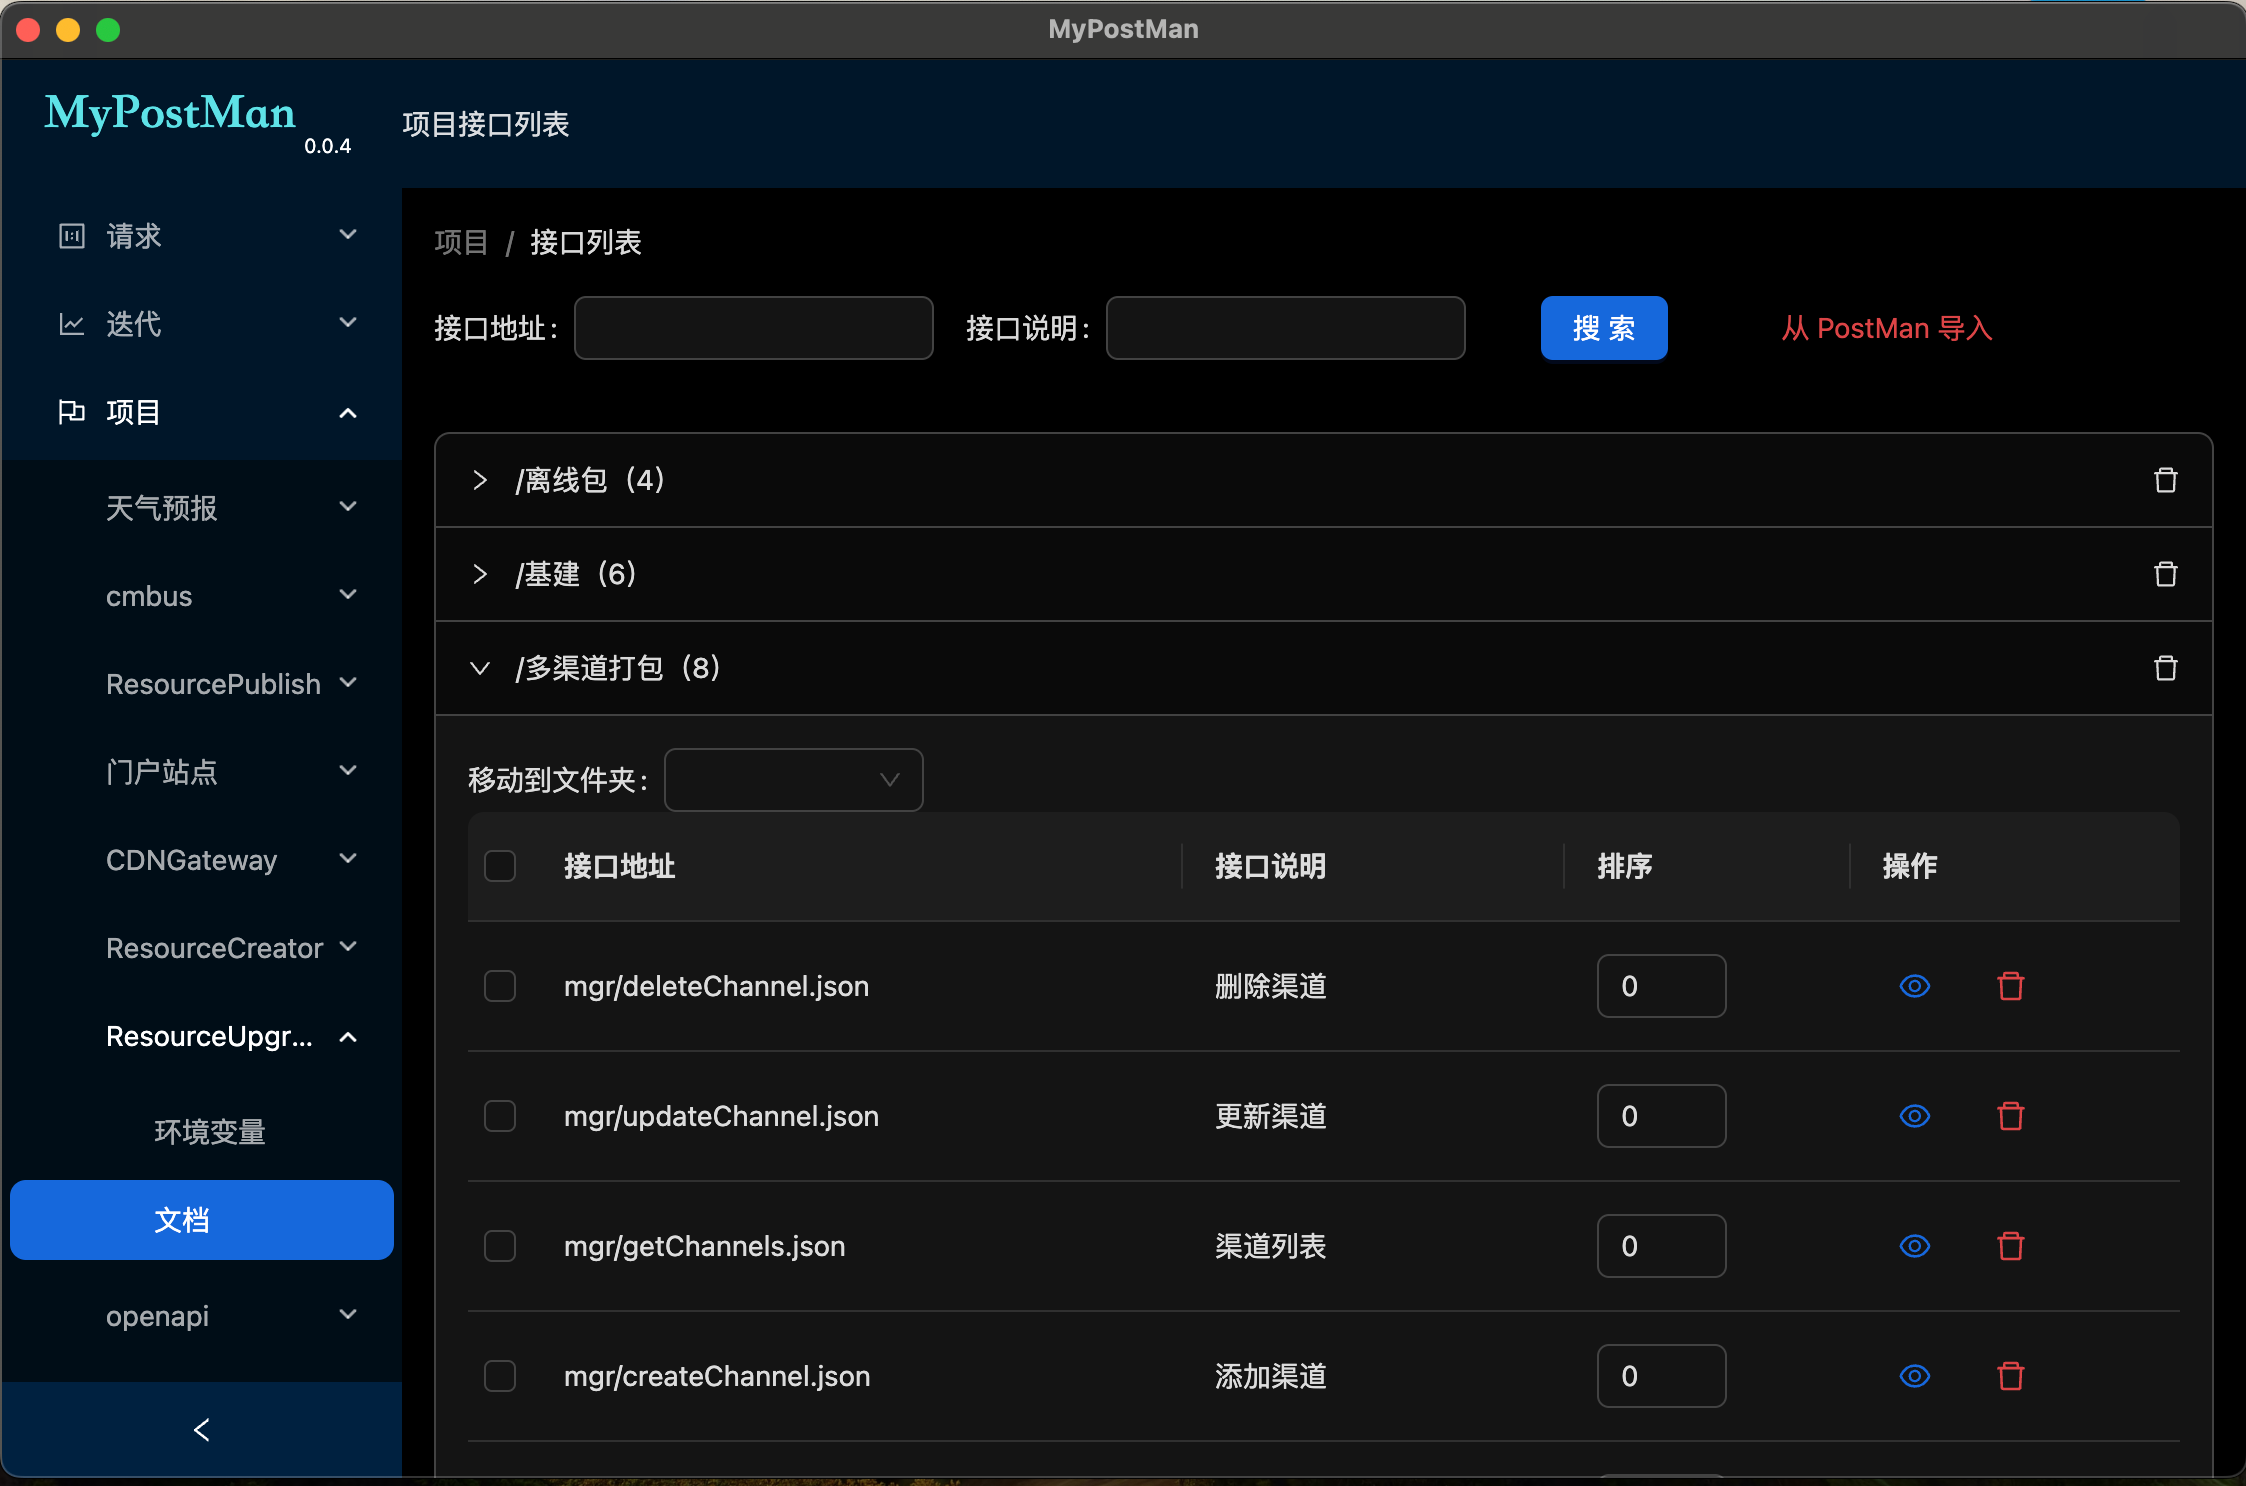 MyPostMan
MyPostMan
0.0.4
项目接口列表
请求
迭代
项目
天气预报
cmbus
ResourcePublish
门户站点
CDNGateway
ResourceCreator
ResourceUpgr...
环境变量
文档
openapi
项目 / 接口列表
接口地址: 接口说明: 搜 索 从 PostMan 导入
/离线包 (4)
/基建 (6)
/多渠道打包 (8)
移动到文件夹:
接口地址 接口说明 排序 操作
mgr/deleteChannel.json 删除渠道 0
mgr/updateChannel.json 更新渠道 0
mgr/getChannels.json 渠道列表 0
mgr/createChannel.json 添加渠道 0